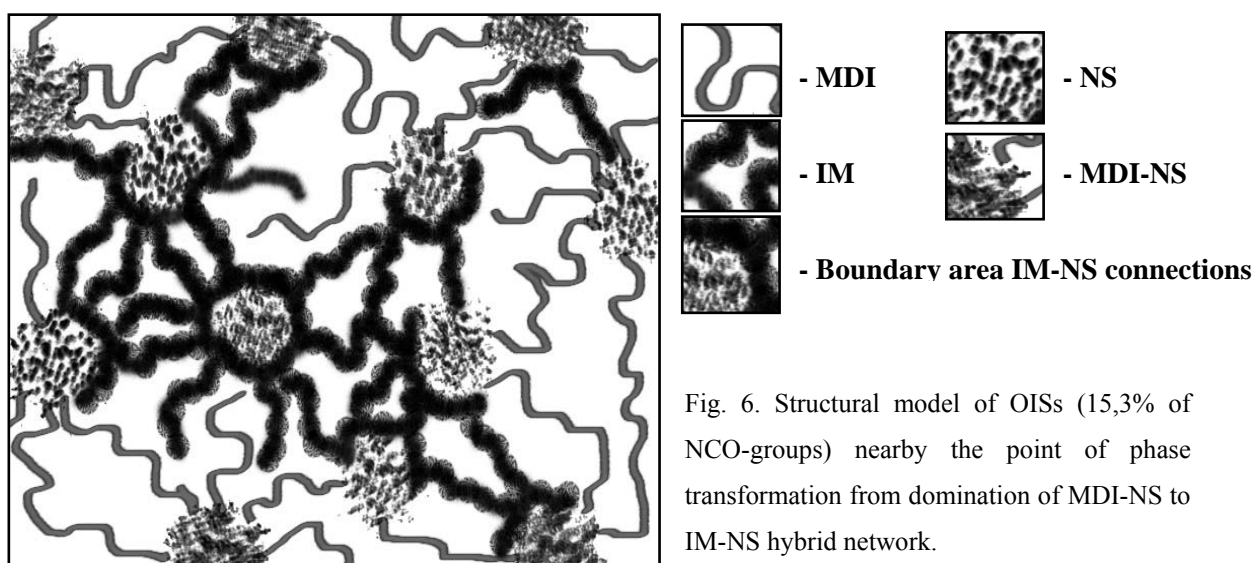 - MDI
- NS
- IM
- MDI-NS
- Boundary area IM-NS connections
Fig. 6. Structural model of OISs (15,3% of
NCO-groups) nearby the point of phase
transformation from domination of MDI-NS to
IM-NS hybrid network.